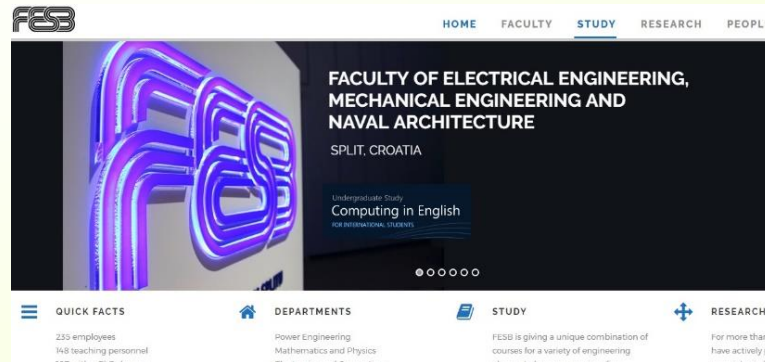 FESB
HOME FACULTY STUDY RESEARCH PEOPL
FACULTY OF ELECTRICAL ENGINEERING,
MECHANICAL ENGINEERING AND
NAVAL ARCHITECTURE
SPLIT, CROATIA
FESB
Undergraduate Study
Computing in English
FOR INTERNATIONAL STUDENTS
QUICK FACTS
235 employees
148 teaching personnel
DEPARTMENTS
Power Engineering
Mathematics and Physics
STUDY
FESB is giving a unique combination of
courses for a variety of engineering
RESEARCH
For more than
have actively